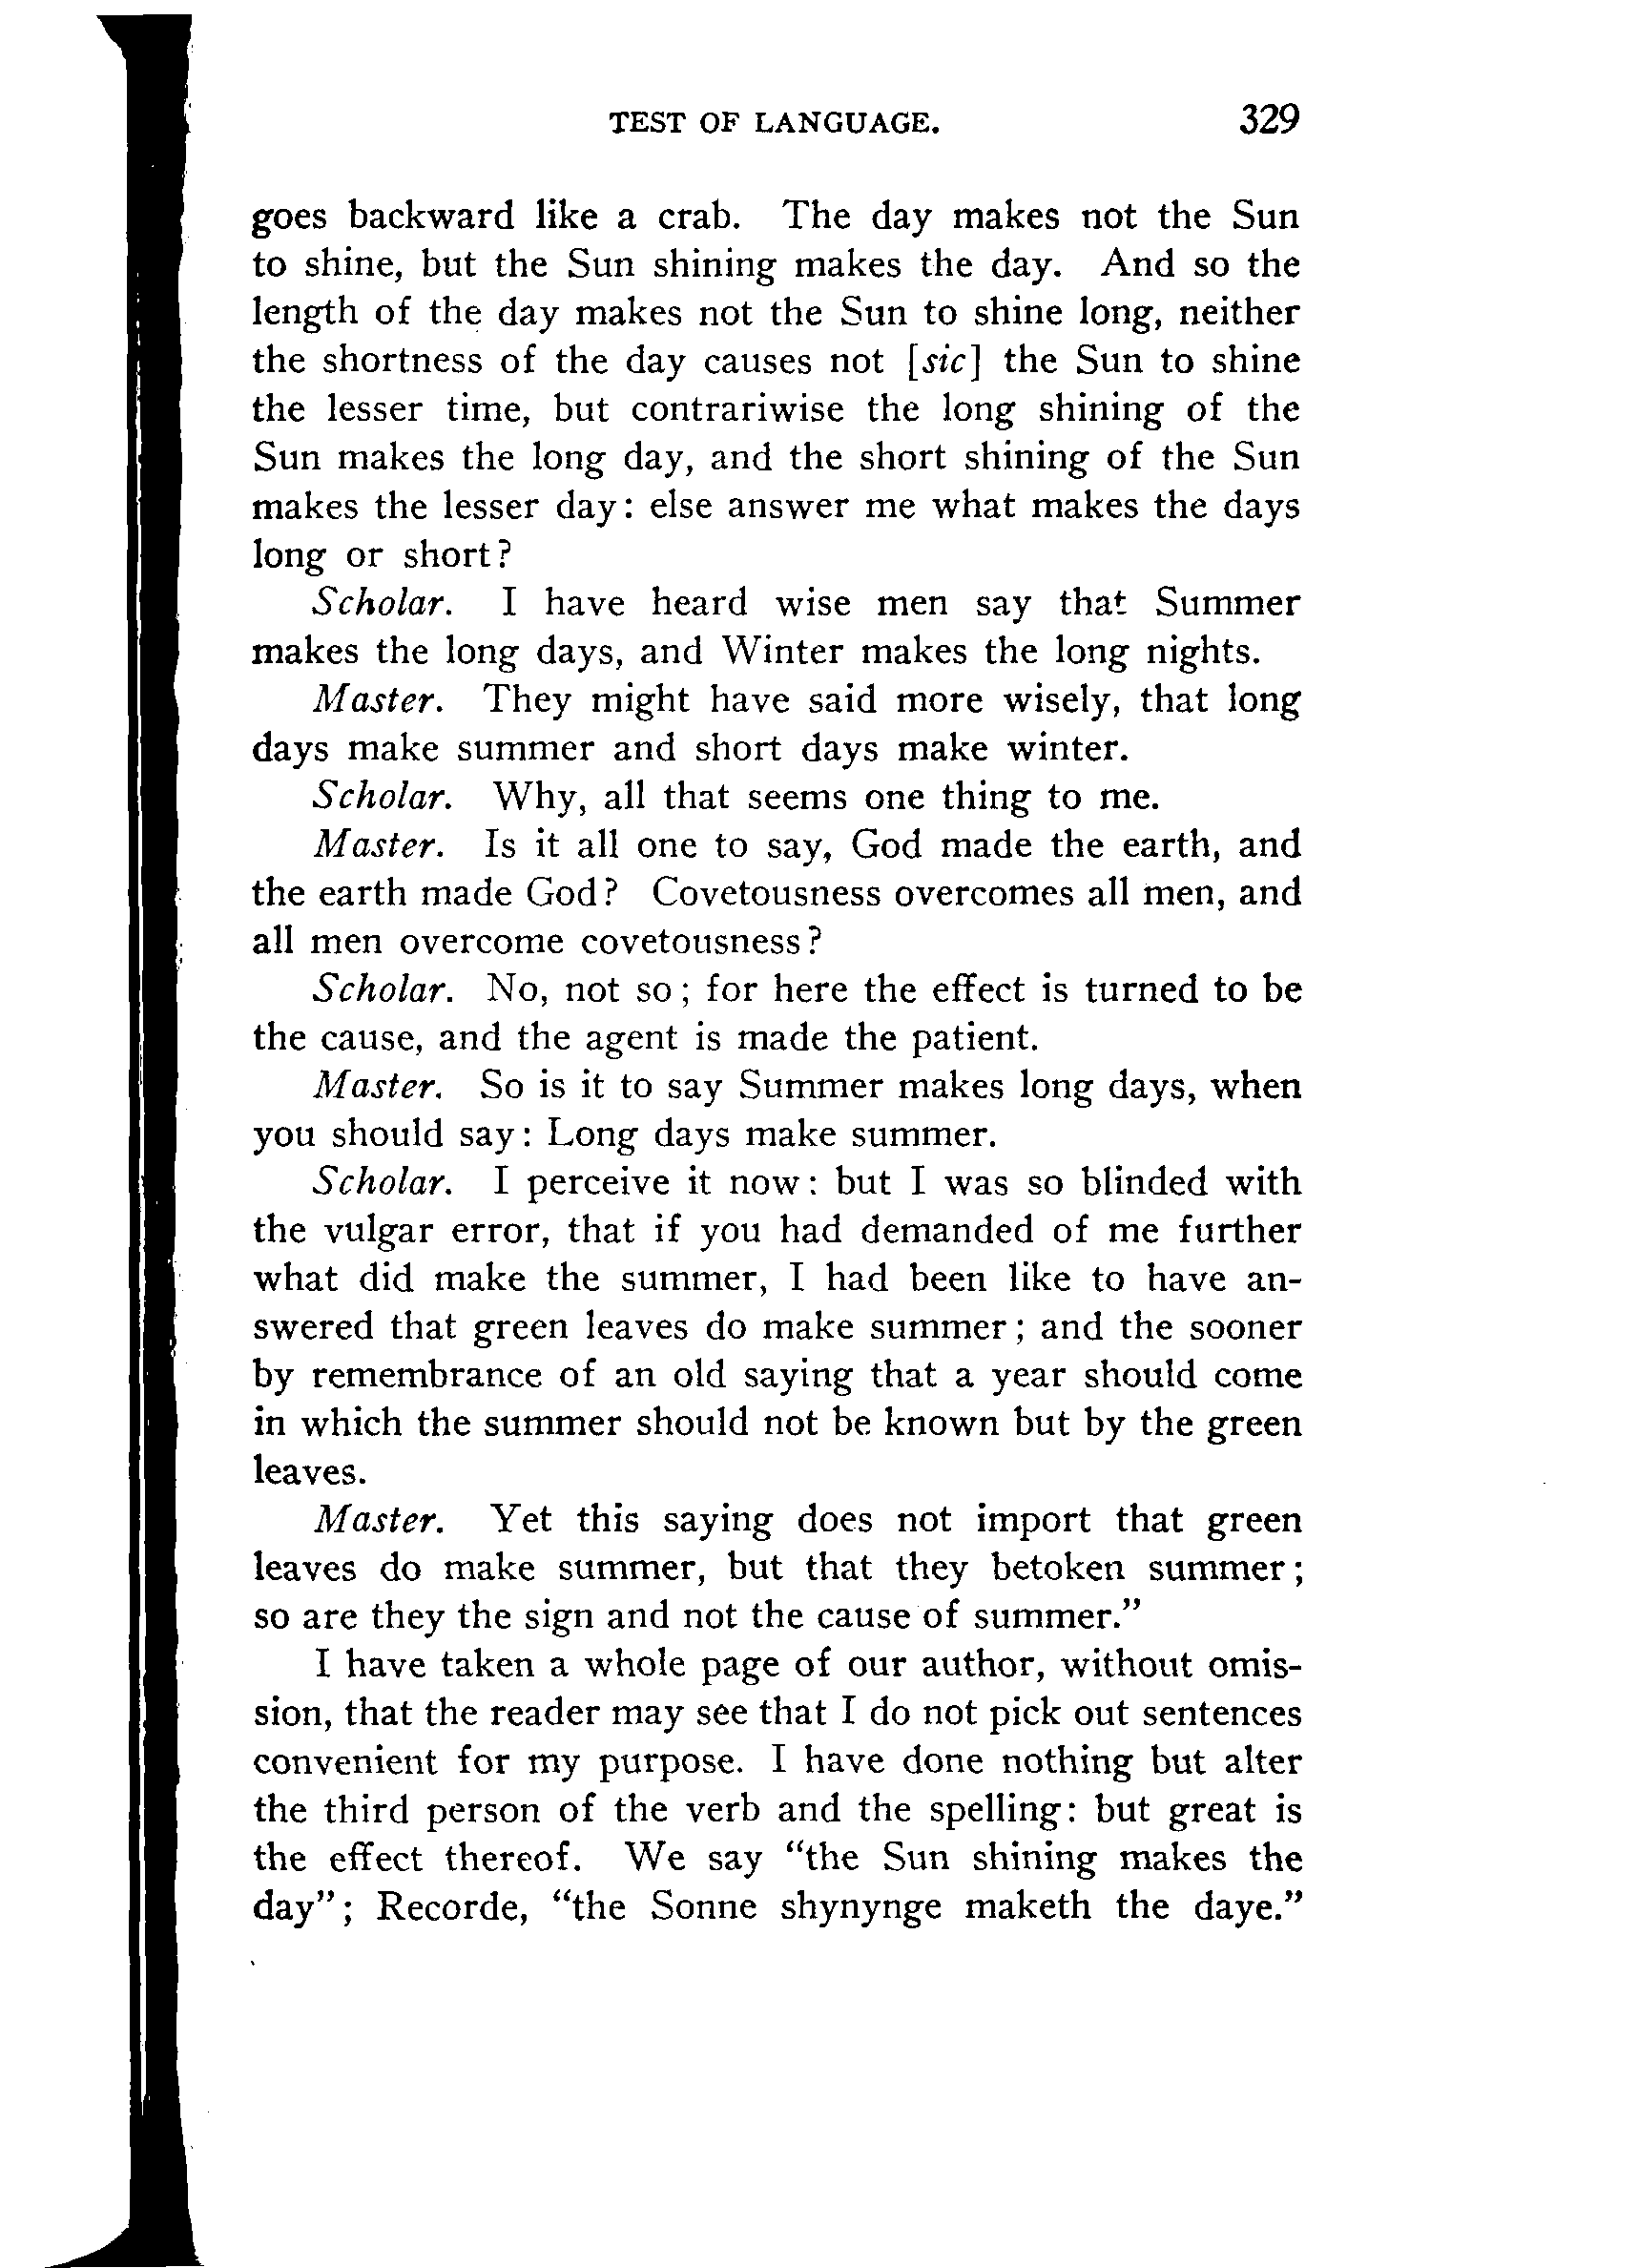 TEST OF LANGUAGE. 329
goes backward like a crab. The day makes not the Sun
to shine, but the Sun shining makes the day. And so the
length of the day makes not the Sun to shine long, neither
the shortness of the day causes not [sic] the Sun to shine
the lesser time, but contrariwise the long shining of the
Sun makes the long day, and the short shining of the Sun
makes the lesser day: else answer me what makes the days
long or short?
Scholar. I have heard wise men say that Summer
makes the long days, and Winter makes the long nights.
Master. They might have said more wisely, that long
days make summer and short days make winter.
Scholar. Why, all that seems one thing to me.
Master. Is it all one to say, God made the earth, and
the earth made God? Covetousness overcomes all men, and
all men overcome covetousness?
Scholar. No, not so; for here the effect is turned to be
the cause, and the agent is made the patient.
Master. So is it to say Summer makes long days, when
you should say: Long days make summer.
Scholar. I perceive it now: but I was so blinded with
the vulgar error, that if you had demanded of me further
what did make the summer, I had been like to have an-
swered that green leaves do make summer; and the sooner
by remembrance of an old saying that a year should come
in which the summer should not be known but by the green
leaves.
Master. Yet this saying does not import that green
leaves do make summer, but that they betoken summer;
so are they the sign and not the cause of summer."
I have taken a whole page of our author, without omis-
sion, that the reader may see that I do not pick out sentences
convenient for my purpose. I have done nothing but alter
the third person of the verb and the spelling: but great is
the effect thereof. We say "the Sun shining makes the
day"; Recorde, "the Sonne shynynge maketh the daye."